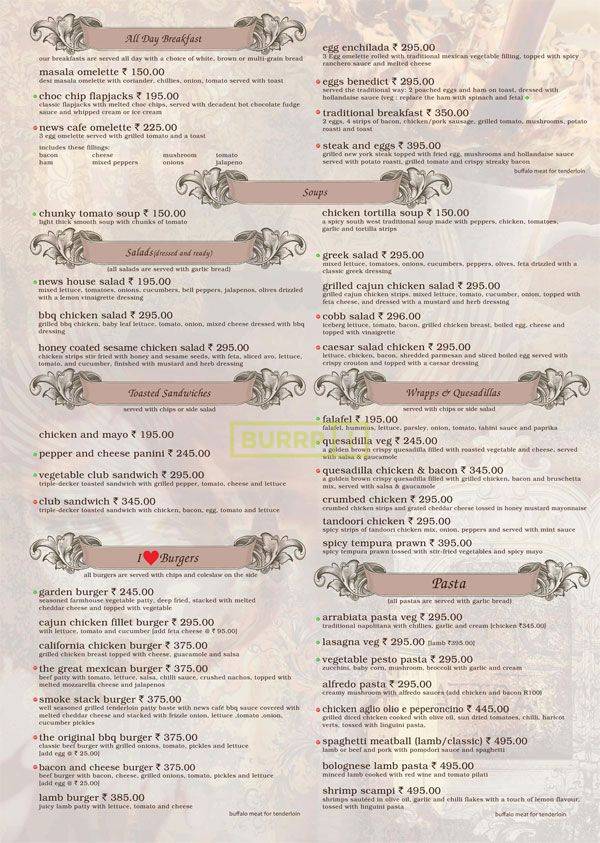 All Day Breakfast
our breakfasts are served all day with a choice of white, brown or multi-grain bread
masala omelette ₹ 150.00
desi masala omelette with coriander, chillies, onion, tomato served with toast
choc chip flapjacks ₹ 195.00
classic flapjacks with melted choc chips, served with decadent hot chocolate fudge
sauce and whipped cream or ice cream
news cafe omelette ₹ 225.00
3 egg omelette served with grilled tomato and a toast
includes these fillings:
bacon cheese mushroom tomato
ham mixed peppers onions jalapeno
egg enchilada ₹ 295.00
3 Egg omelette rolled with traditional mexican vegetable filling, topped with spicy
ranchero sauce and melted cheese
eggs benedict ₹ 295.00
served the traditional way: 2 poached eggs and ham on toast, dressed with
hollandaise sauce (veg : replace the ham with spinach and feta)
traditional breakfast ₹ 350.00
2 eggs, 4 strips of bacon, chicken/pork sausage, grilled tomato, mushrooms, potato
roasti and toast
steak and eggs ₹ 395.00
grilled new york steak topped with fried egg, mushrooms and hollandaise sauce
served with potato roasti, grilled tomato and crispy streaky bacon
buffalo meat for tenderloin
Soups
chunky tomato soup ₹ 150.00
light thick smooth soup with chunks of tomato
chicken tortilla soup ₹ 150.00
a spicy south west traditional soup made with peppers, chicken, tomatoes,
garlic and tortilla strips
Salads(dressed and ready)
(all salads are served with garlic bread)
news house salad ₹ 195.00
mixed lettuce, tomatoes, onions, cucumbers, bell peppers, jalapenos, olives drizzled
with a lemon vinaigrette dressing
bbq chicken salad ₹ 295.00
grilled bbq chicken, baby leaf lettuce, tomato, onion, mixed cheese dressed with bbq
dressing
honey coated sesame chicken salad ₹ 295.00
chicken strips stir fried with honey and sesame seeds, with feta, sliced avo, lettuce,
tomato, and cucumber, finished with mustard and herb dressing
greek salad ₹ 295.00
mixed lettuce, tomatoes, onions, cucumbers, peppers, olives, feta drizzled with a
classic greek dressing
grilled cajun chicken salad ₹ 295.00
grilled cajun chicken strips, mixed lettuce, tomato, cucumber, onion, topped with
feta cheese, and dressed with a mustard and herb dressing
cobb salad ₹ 296.00
iceberg lettuce, tomato, bacon, grilled chicken breast, boiled egg, cheese and
topped with vinaigrette
caesar salad chicken ₹ 295.00
lettuce, chicken, bacon, shredded parmesan and sliced boiled egg served with
crispy crouton and topped with a caesar dressing
Toasted Sandwiches
served with chips or side salad
chicken and mayo ₹ 195.00
pepper and cheese panini ₹ 245.00
vegetable club sandwich ₹ 295.00
triple-decker toasted sandwich with grilled pepper, tomato, cheese and lettuce
club sandwich ₹ 345.00
triple-decker toasted sandwich with chicken, bacon, egg, tomato and lettuce
Wrapps & Quesadillas
served with chips or side salad
falafel ₹ 195.00
falafel, hummus, lettuce, parsley, onion, tomato, tahini sauce and paprika
BURRP!
quesadilla veg ₹ 245.00
a golden brown crispy quesadilla filled with roasted vegetable and cheese, served
with salsa & guacamole
quesadilla chicken & bacon ₹ 345.00
a golden brown crispy quesadilla filled with grilled chicken, bacon and bruschetta
mix, served with salsa & guacamole
crumbed chicken ₹ 295.00
crumbed chicken strips and grated cheddar cheese tossed in honey mustard mayonnaise
tandoori chicken ₹ 295.00
spicy strips of tandoori chicken mix, onion, peppers and served with mint sauce
spicy tempura prawn ₹ 395.00
spicy tempura prawn tossed with stir-fried vegetables and spicy mayo
I ❤ Burgers
all burgers are served with chips and coleslaw on the side
garden burger ₹ 245.00
seasoned farmhouse vegetable patty, deep fried, stacked with melted
cheddar cheese and topped with vegetable
cajun chicken fillet burger ₹ 295.00
with lettuce, tomato and cucumber [add feta cheese @ ₹ 95.00]
california chicken burger ₹ 375.00
grilled chicken breast topped with cheese, guacamole and salsa
the great mexican burger ₹ 375.00
beef patty with tomato, lettuce, salsa, chilli sauce, crushed nachos, topped with
melted mozzarella cheese and jalapenos
smoke stack burger ₹ 375.00
well seasoned grilled tenderloin patty baste with news café bbq sauce covered with
melted cheddar cheese and stacked with frizzle onion, lettuce ,tomato ,onion,
cucumber pickles
the original bbq burger ₹ 375.00
classic beef burger with grilled onions, tomato, pickles and lettuce
[add egg @ ₹ 25.00]
bacon and cheese burger ₹ 375.00
beef burger with bacon, cheese, grilled onions, tomato, pickles and lettuce
[add egg @ ₹ 25.00]
lamb burger ₹ 385.00
juicy lamb patty with lettuce, tomato and cheese
buffalo meat for tenderloin
Pasta
(all pastas are served with garlic bread)
arrabiata pasta veg ₹ 295.00
traditional napolitana with chillies, garlic and cream [chicken ₹345.00]
lasagna veg ₹ 295.00 [lamb ₹395.00]
vegetable pesto pasta ₹ 295.00
zucchini, baby corn, mushroom, broccoli with garlic and cream
alfredo pasta ₹ 295.00
creamy mushroom with alfredo sauces (add chicken and bacon R100)
chicken aglio olio e peperoncino ₹ 445.00
grilled diced chicken cooked with olive oil, sun dried tomatoes, chilli, haricot
verts, tossed with linguini pasta.
spaghetti meatball (lamb/classic) ₹ 495.00
lamb or beef and pork with pomodori sauce and spaghetti
bolognese lamb pasta ₹ 495.00
minced lamb cooked with red wine and tomato pilati
shrimp scampi ₹ 495.00
shrimps sautéed in olive oil, garlic and chilli flakes with a touch of lemon flavour,
tossed with linguini pasta
buffalo meat for tenderloin